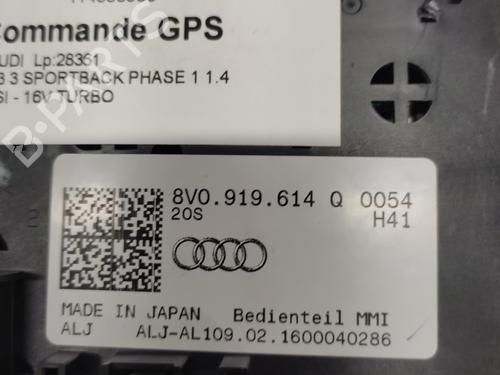 Commande GPS
UDI Lp:28361
3 3 SPORTBACK PHASE 1 1.4
SI - 16V TURBO
8V0.919.614 Q 0054
20S H41
MADE IN JAPAN Bedienteil MMI
ALJ ALJ-AL109.02.1600040286
B-PARTS